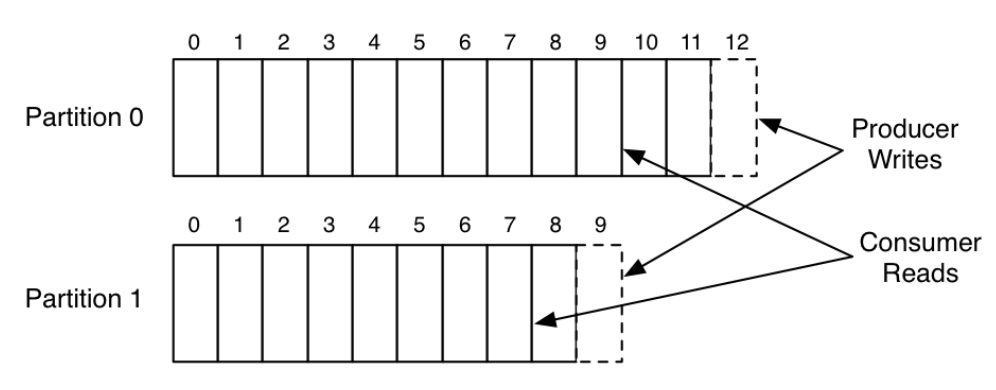 0 1 2 3 4 5 6 7 8 9 10 11 12
Partition 0
Producer
Writes
0 1 2 3 4 5 6 7 8 9
Consumer
Reads
Partition 1